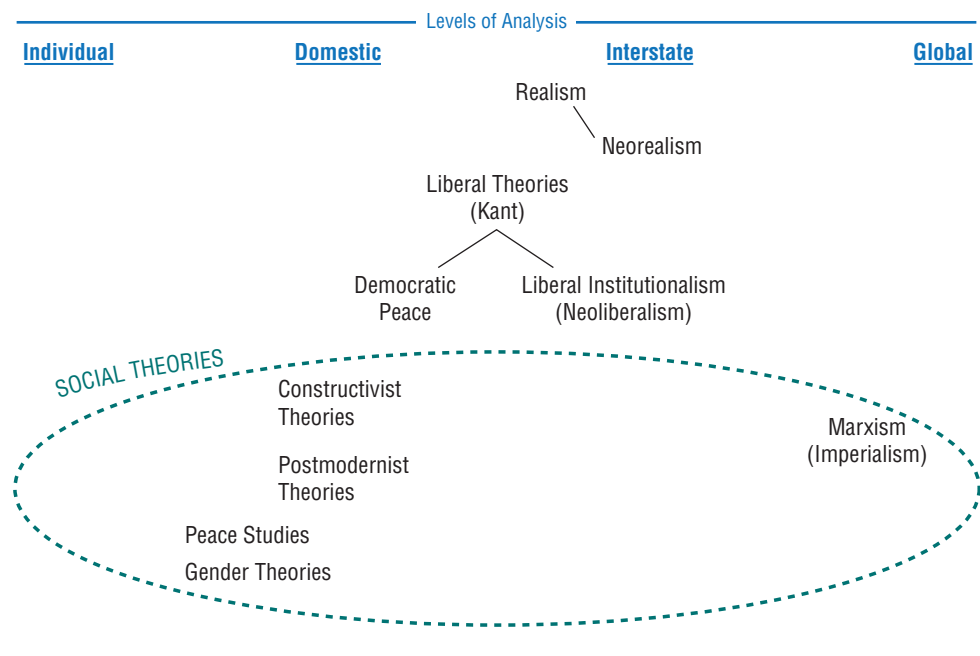 Levels of Analysis
Individual Domestic Interstate Global
Realism
Neorealism
Liberal Theories
(Kant)
Democratic
Peace
Liberal Institutionalism
(Neoliberalism)
SOCIAL THEORIES
Constructivist
Theories
Marxism
(Imperialism)
Postmodernist
Theories
Peace Studies
Gender Theories